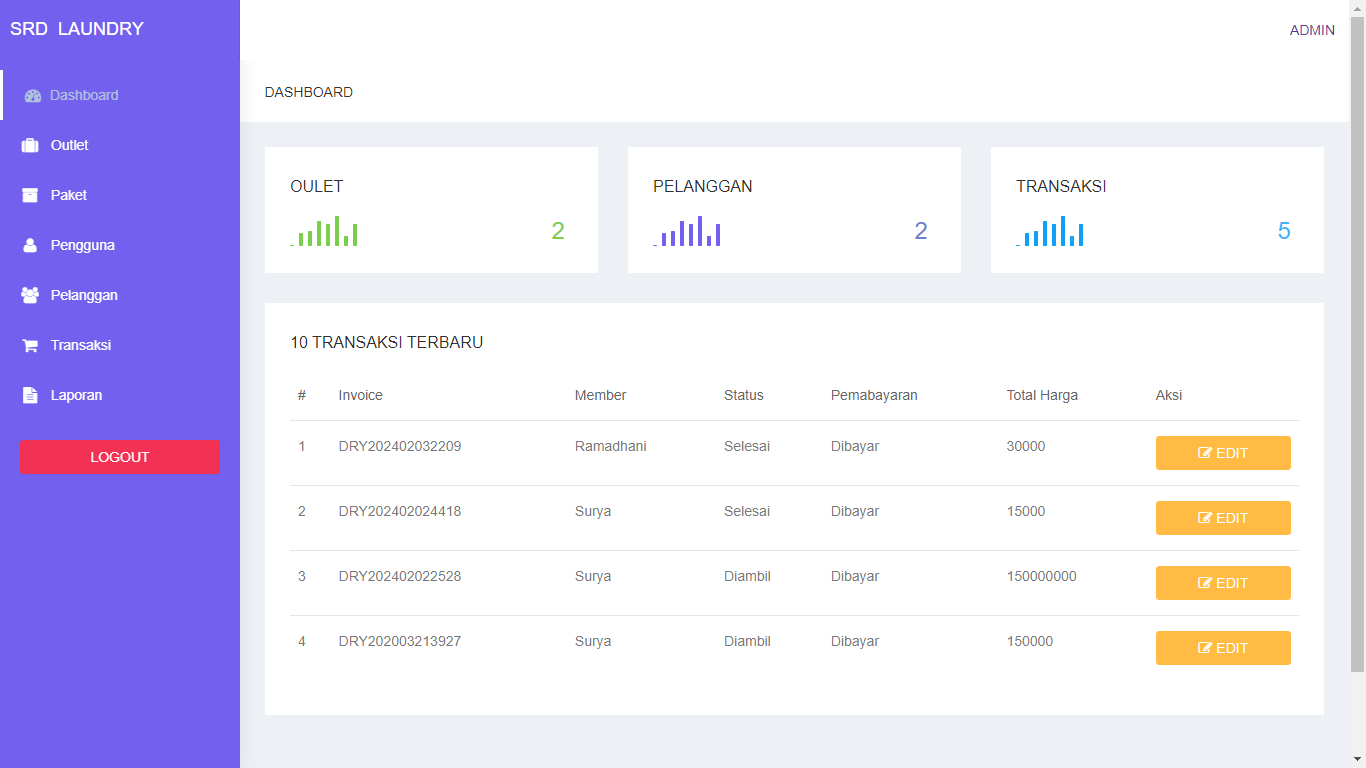 SRD LAUNDRY
ADMIN
Dashboard
Outlet
Paket
Pengguna
Pelanggan
Transaksi
Laporan
LOGOUT
DASHBOARD
OULET
2
PELANGGAN
2
TRANSAKSI
5
10 TRANSAKSI TERBARU
# Invoice Member Status Pemabayaran Total Harga Aksi
1 DRY202402032209 Ramadhani Selesai Dibayar 30000 EDIT
2 DRY202402024418 Surya Selesai Dibayar 15000 EDIT
3 DRY202402022528 Surya Diambil Dibayar 150000000 EDIT
4 DRY202003213927 Surya Diambil Dibayar 150000 EDIT